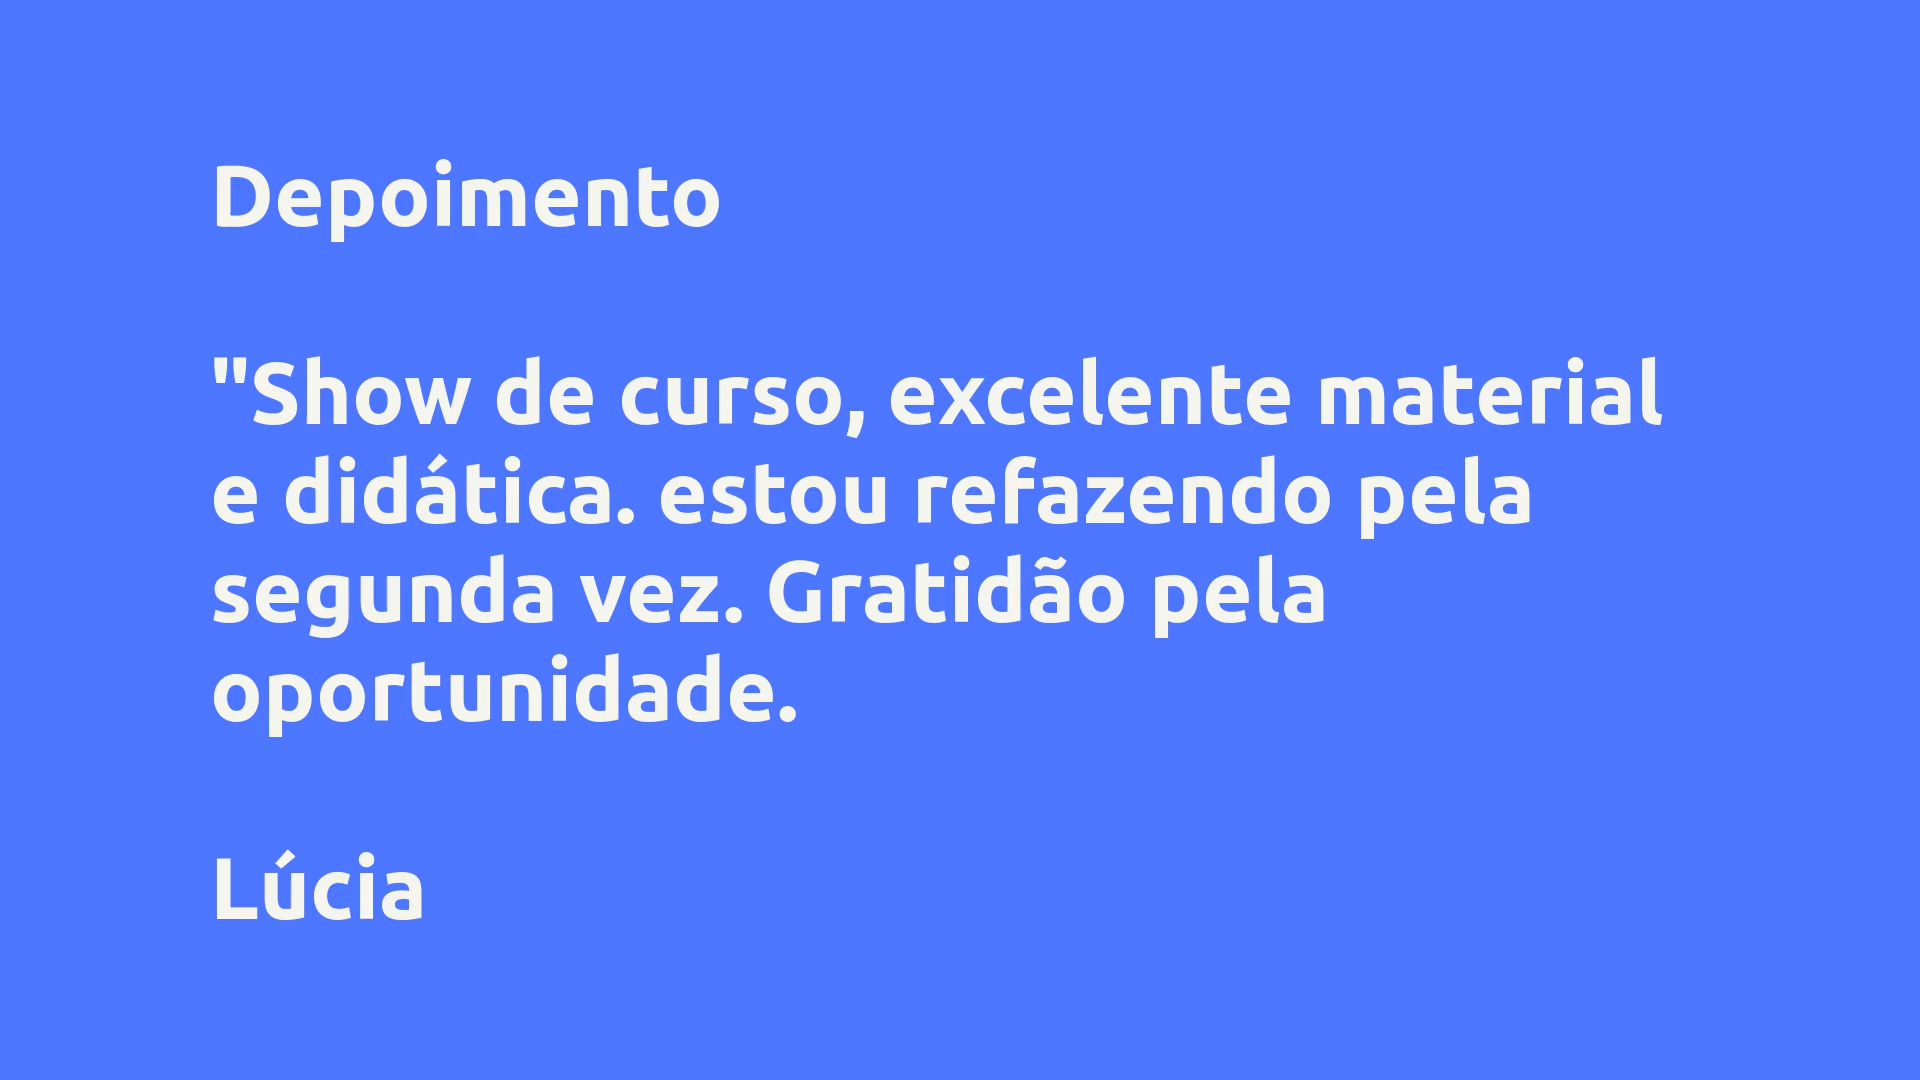 Depoimento
"Show de curso, excelente material
e didática. estou refazendo pela
segunda vez. Gratidão pela
oportunidade.
Lúcia